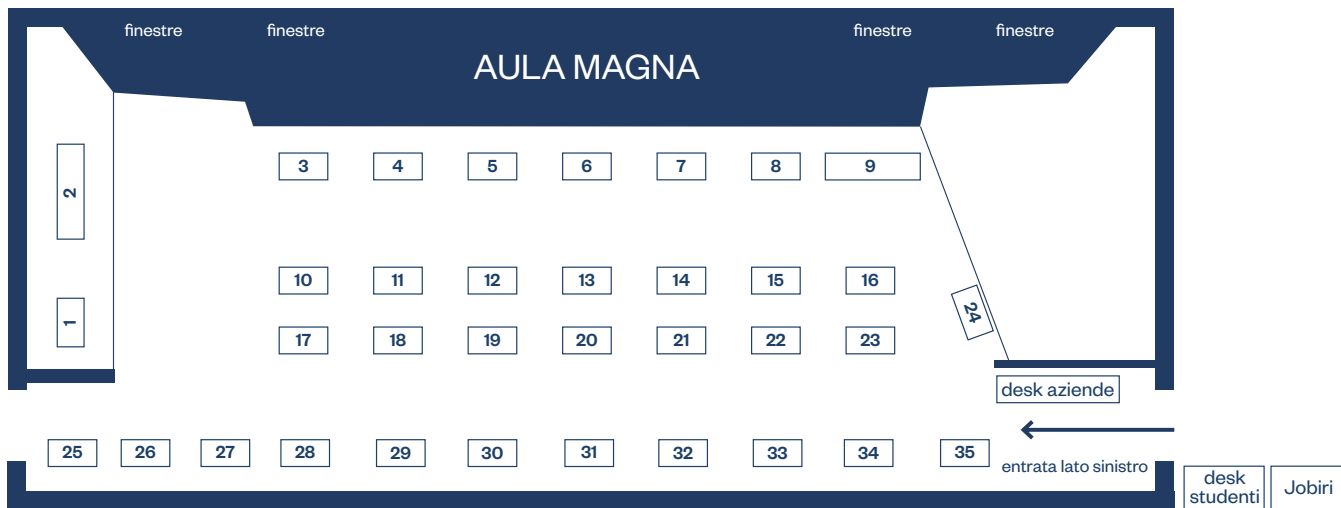 finestre finestre finestre finestre
AULA MAGNA
3 4 5 6 7 8 9
2
10 11 12 13 14 15 16
1
24
17 18 19 20 21 22 23
desk aziende
25 26 27 28 29 30 31 32 33 34 35
entrata lato sinistro
desk
studenti
Jobiri